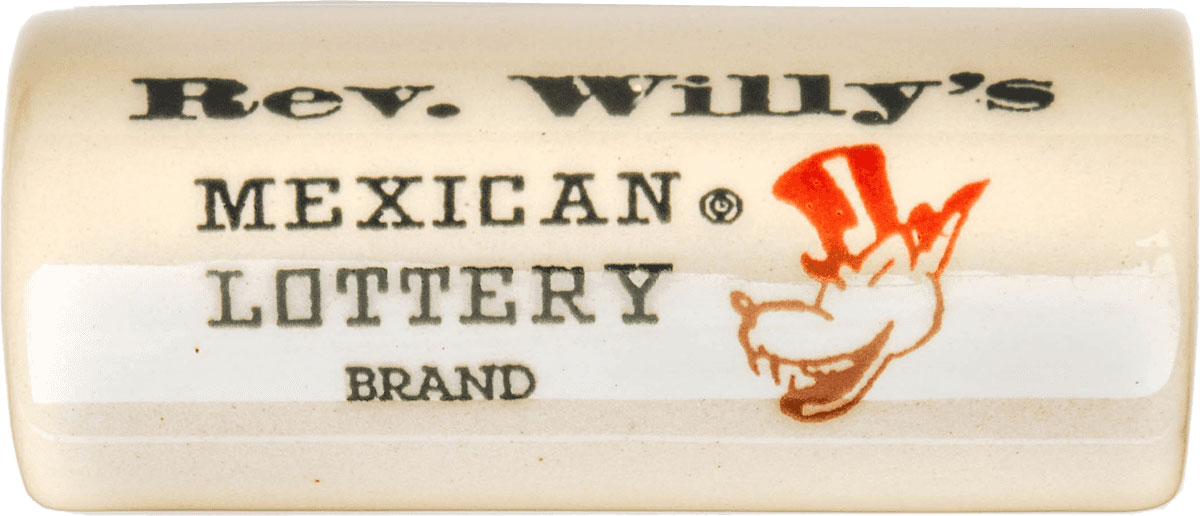 Rev. Willy's
MEXICAN ®
LOTTERY
BRAND